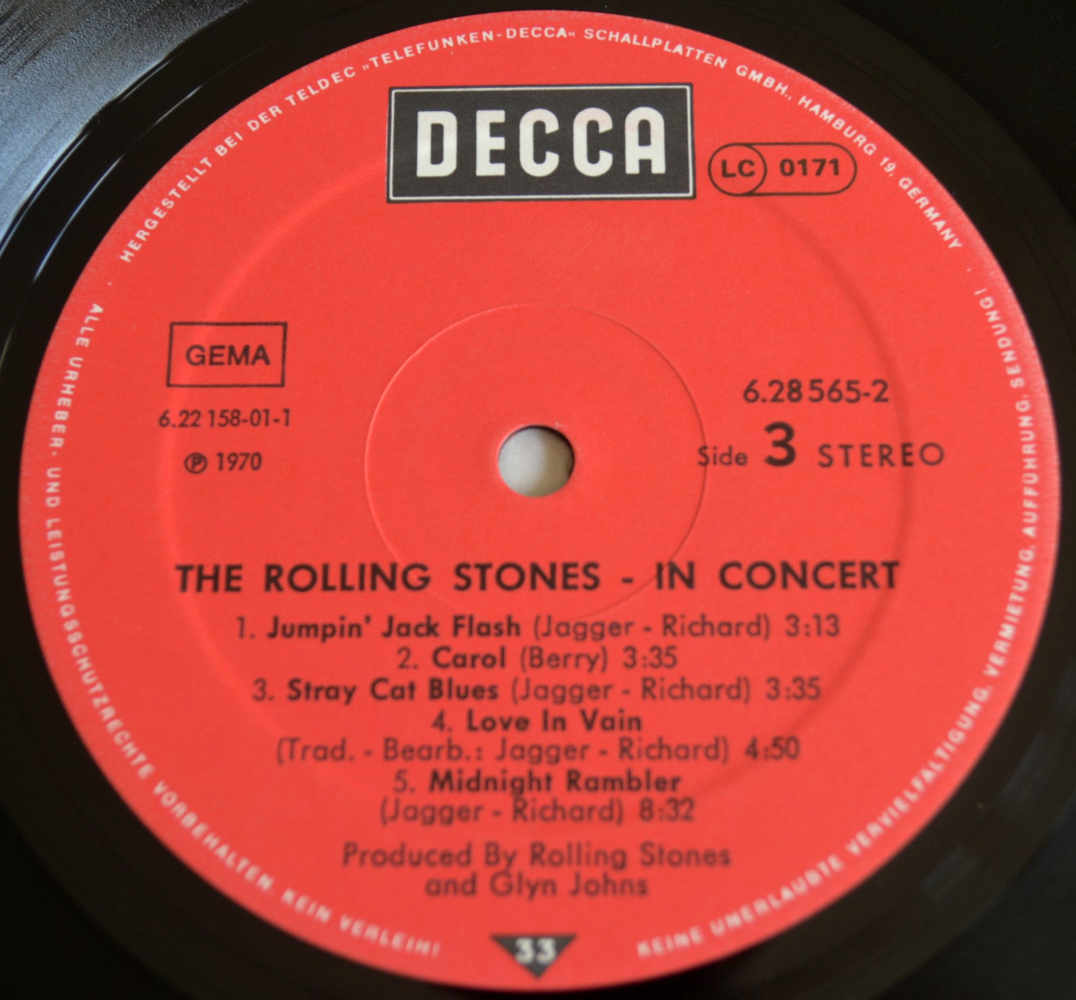 HERGESTELLT BEI DER TELDEC »TELEFUNKEN-DECCA« SCHALLPLATTEN GMBH., HAMBURG 19, GERMANY
DECCA
LC 0171
GEMA
6.22 158-01-1
℗ 1970
6.28 565-2
Side 3 STEREO
THE ROLLING STONES - IN CONCERT
1. Jumpin' Jack Flash (Jagger - Richard) 3:13
2. Carol (Berry) 3:35
3. Stray Cat Blues (Jagger - Richard) 3:35
4. Love In Vain
(Trad. - Bearb.: Jagger - Richard) 4:50
5. Midnight Rambler
(Jagger - Richard) 8:32
Produced By Rolling Stones
and Glyn Johns
33
ALLE URHEBER- UND LEISTUNGSSCHUTZRECHTE VORBEHALTEN KEIN VERLEIH!
KEINE UNERLAUBTE VERVIELFÄLTIGUNG, VERMIETUNG, AUFFÜHRUNG, SENDUNG!